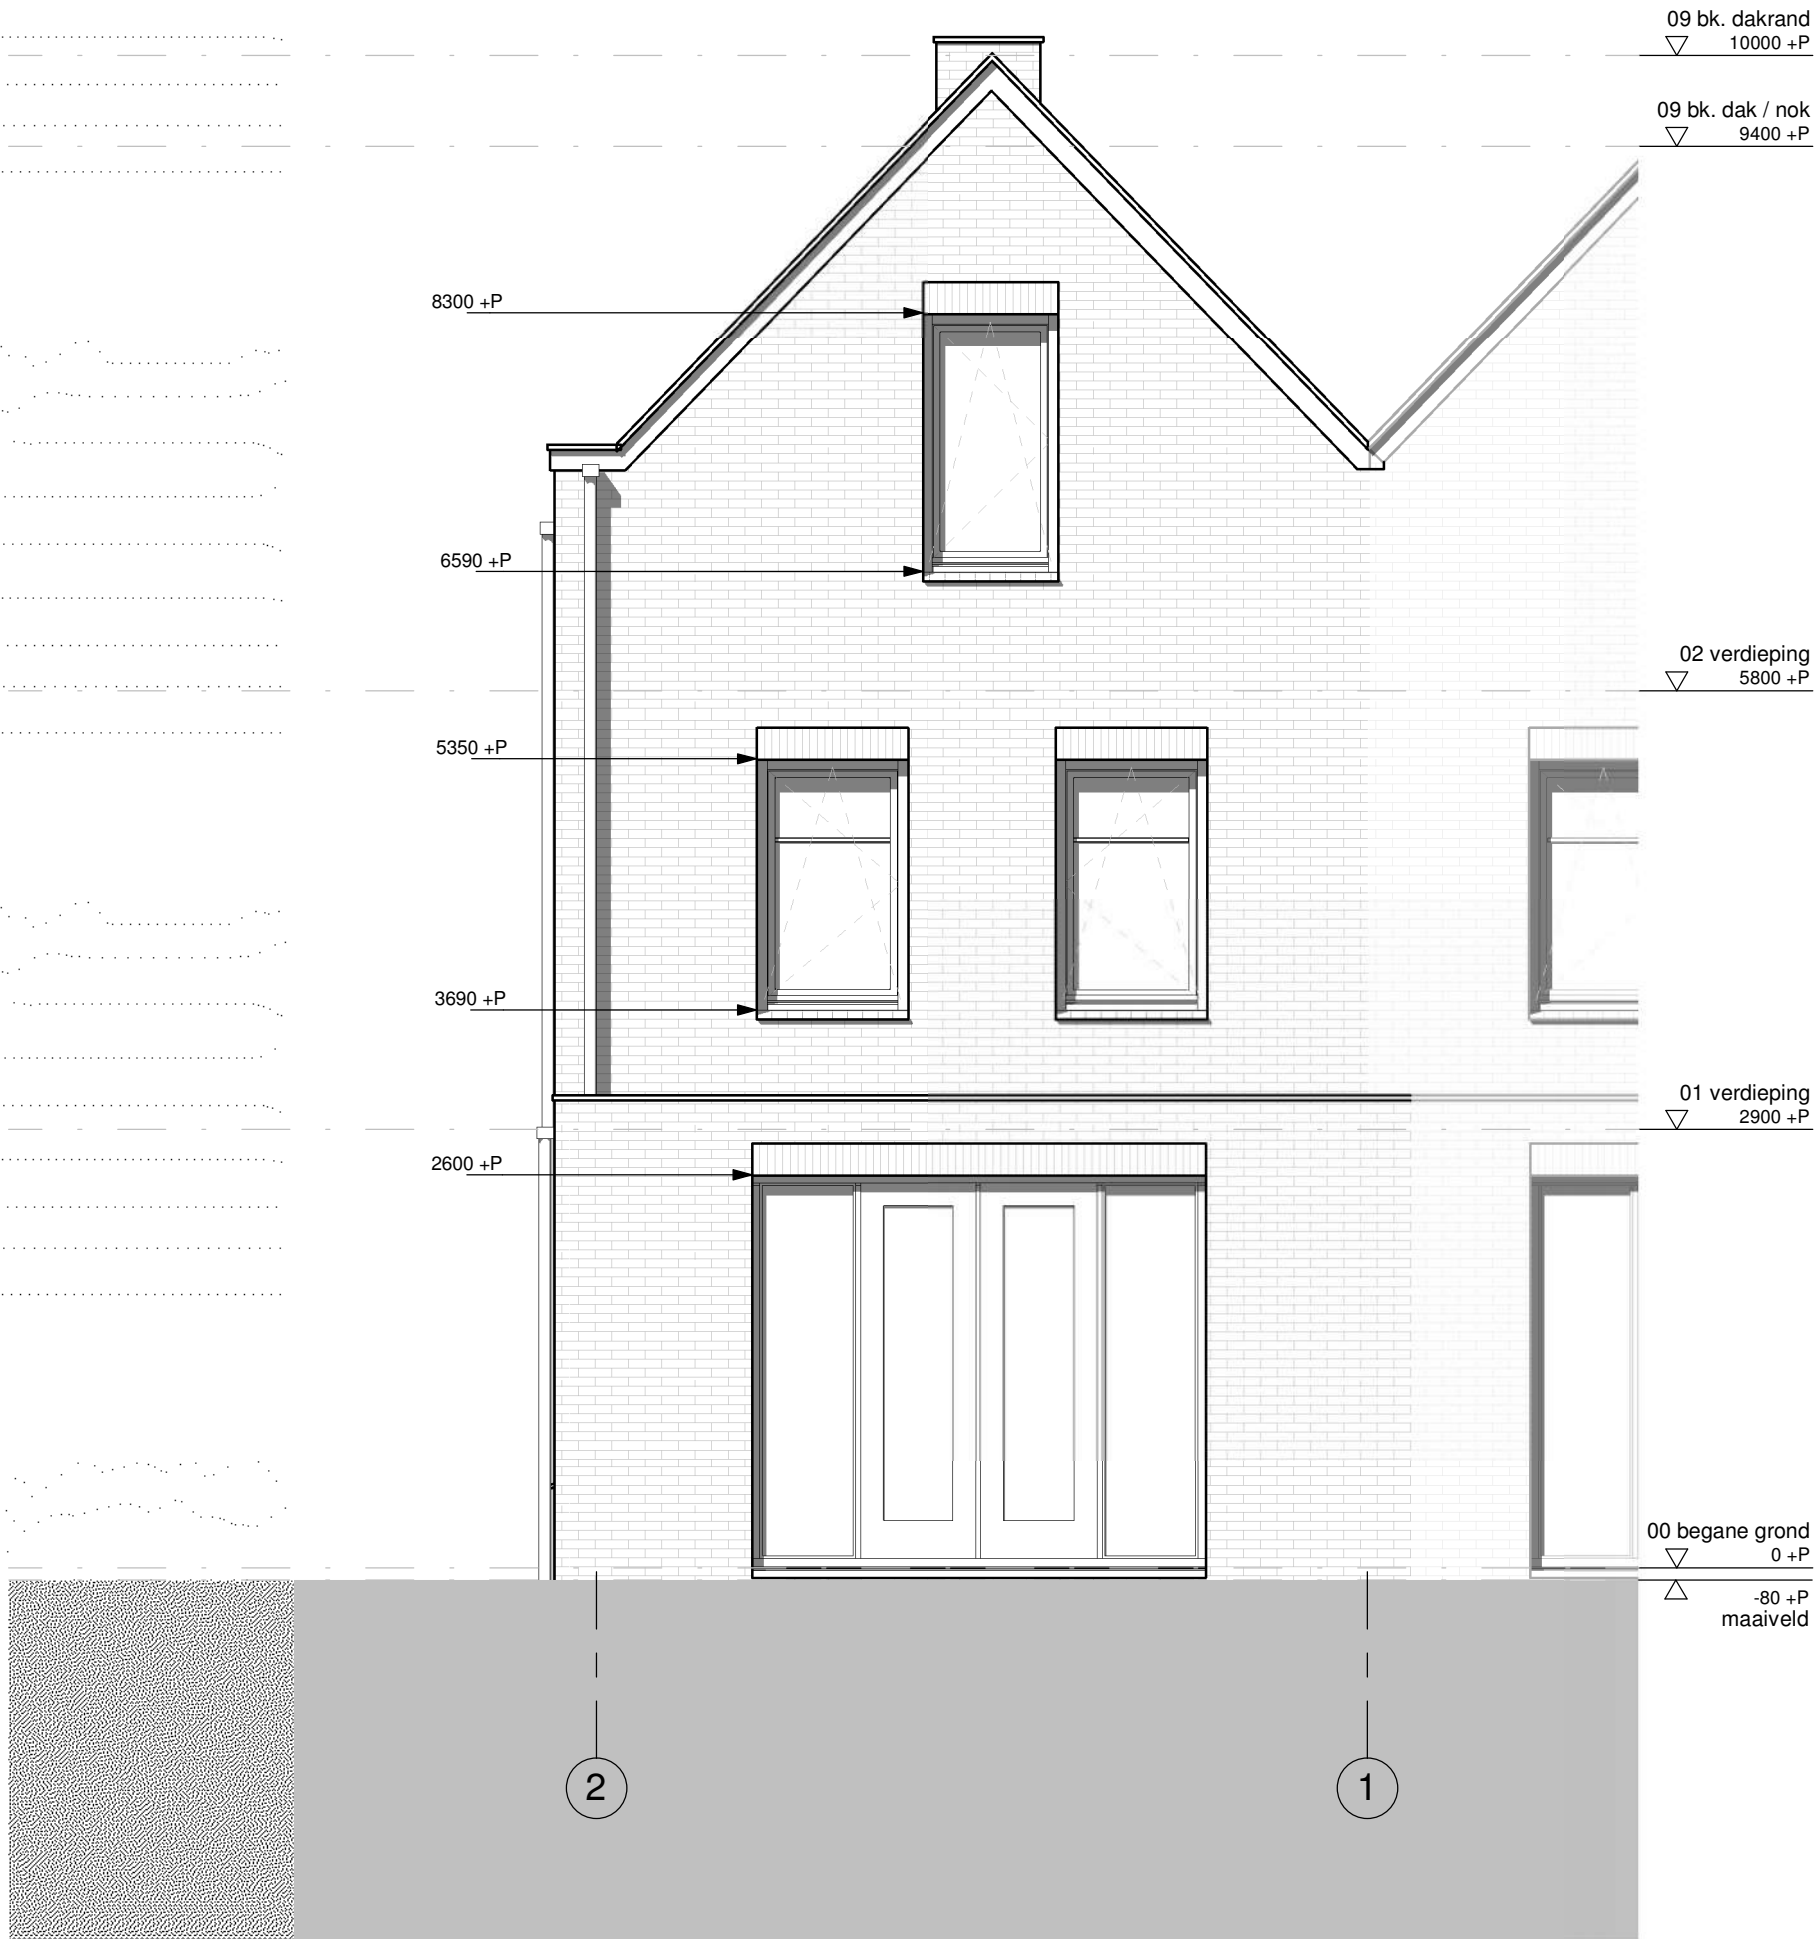 09 bk. dakrand
10000 +P
09 bk. dak / nok
9400 +P
8300 +P
6590 +P
02 verdieping
5800 +P
5350 +P
3690 +P
01 verdieping
2900 +P
2600 +P
00 begane grond
0 +P
-80 +P
maaiveld
2
1